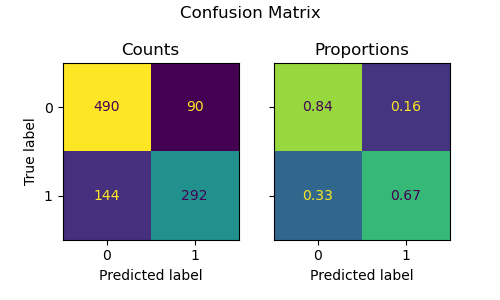 Confusion Matrix
Counts
Proportions
True label
0
490
90
0.84
0.16
1
144
292
0.33
0.67
0
1
0
1
Predicted label
Predicted label